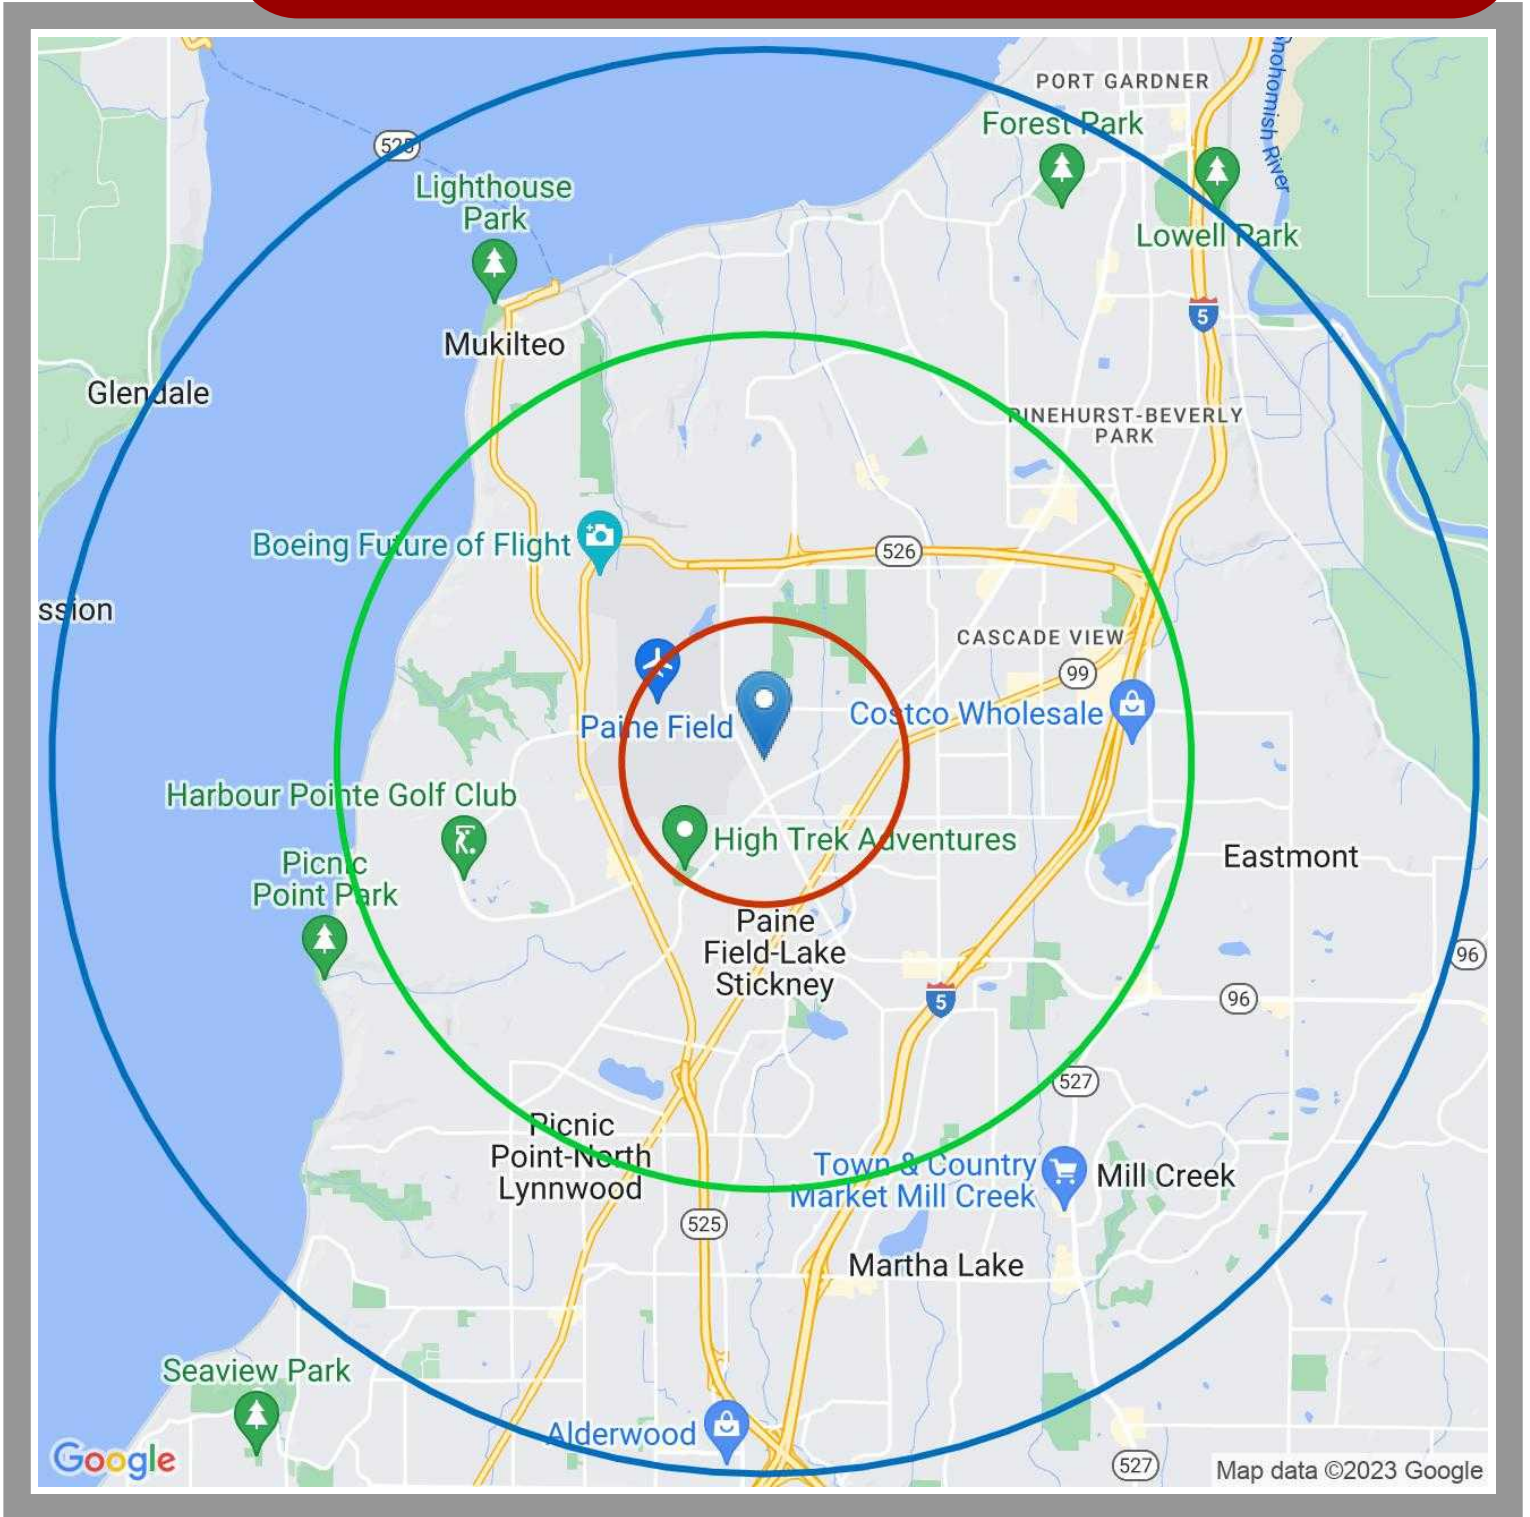 PORT GARDNER
Forest Park
525
Lighthouse
Park
Lowell Park
5
Mukilteo
Glendale
PINEHURST-BEVERLY
PARK
Boeing Future of Flight
526
ssion
CASCADE VIEW
99
Paine Field
Costco Wholesale
Harbour Pointe Golf Club
High Trek Adventures
Picnic
Point Park
Eastmont
Paine
Field-Lake
Stickney
96
96
5
527
Picnic
Point-North
Lynnwood
Town & Country
Market Mill Creek
Mill Creek
525
Martha Lake
Seaview Park
Alderwood
Google
527
Map data ©2023 Google